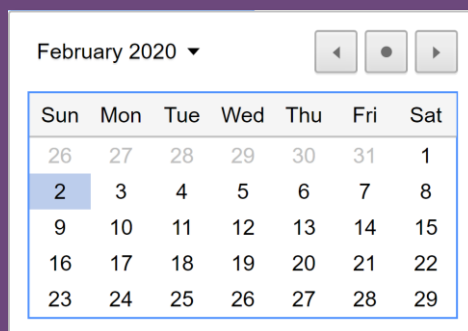 February 2020
Sun Mon Tue Wed Thu Fri Sat
26 27 28 29 30 31 1
2 3 4 5 6 7 8
9 10 11 12 13 14 15
16 17 18 19 20 21 22
23 24 25 26 27 28 29